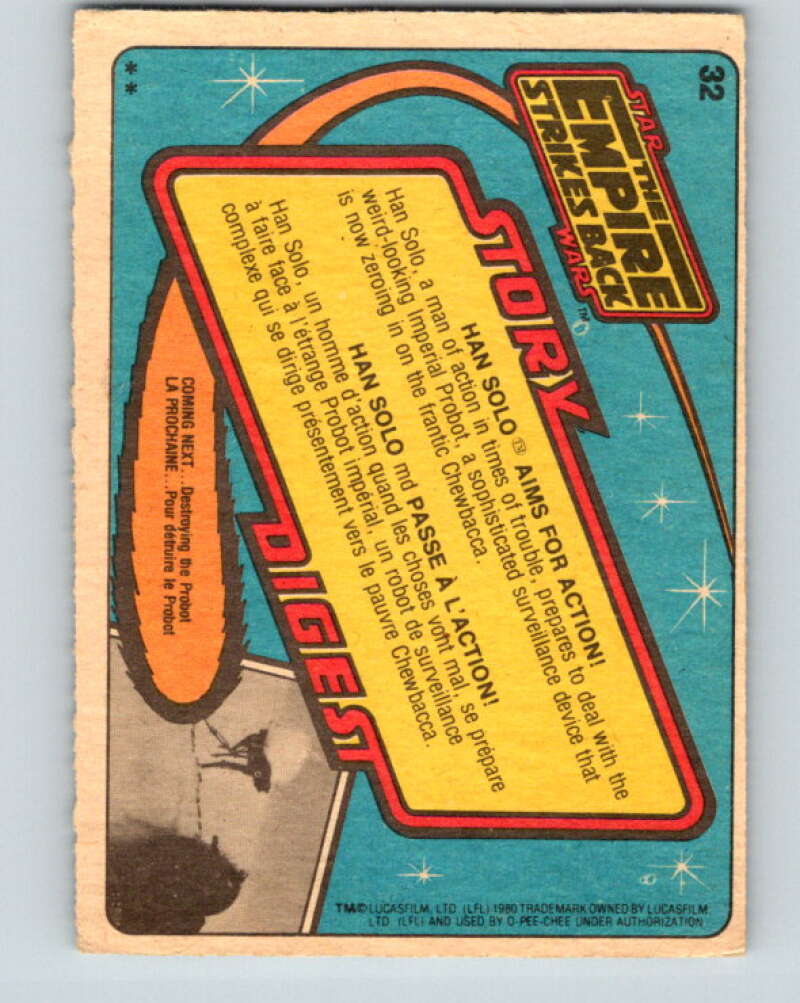 32
STAR
THE
EMPIRE
STRIKES BACK
WARS™
STORY
HAN SOLO TM AIMS FOR ACTION!
Han Solo, a man of action in times of trouble, prepares to deal with the
weird-looking Imperial Probot, a sophisticated surveillance device that
is now zeroing in on the frantic Chewbacca.
HAN SOLO md PASSE À L'ACTION!
Han Solo, un homme d'action quand les choses vont mal, se prépare
à faire face à l'étrange Probot impérial, un robot de surveillance
complexe qui se dirige présentement vers le pauvre Chewbacca.
DIGEST
COMING NEXT...Destroying the Probot
LA PROCHAINE...Pour détruire le Probot
TM© LUCASFILM, LTD. (LFL) 1980 TRADEMARK OWNED BY LUCASFILM,
LTD. (LFL) AND USED BY O-PEE-CHEE UNDER AUTHORIZATION.
* *